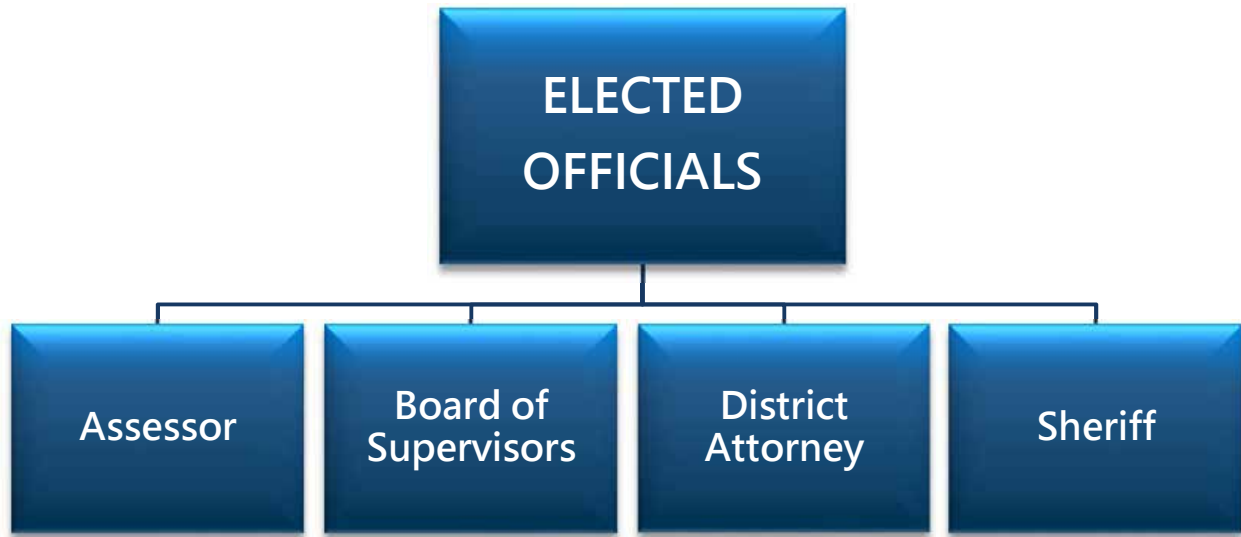 ELECTED
OFFICIALS
Assessor
Board of
Supervisors
District
Attorney
Sheriff